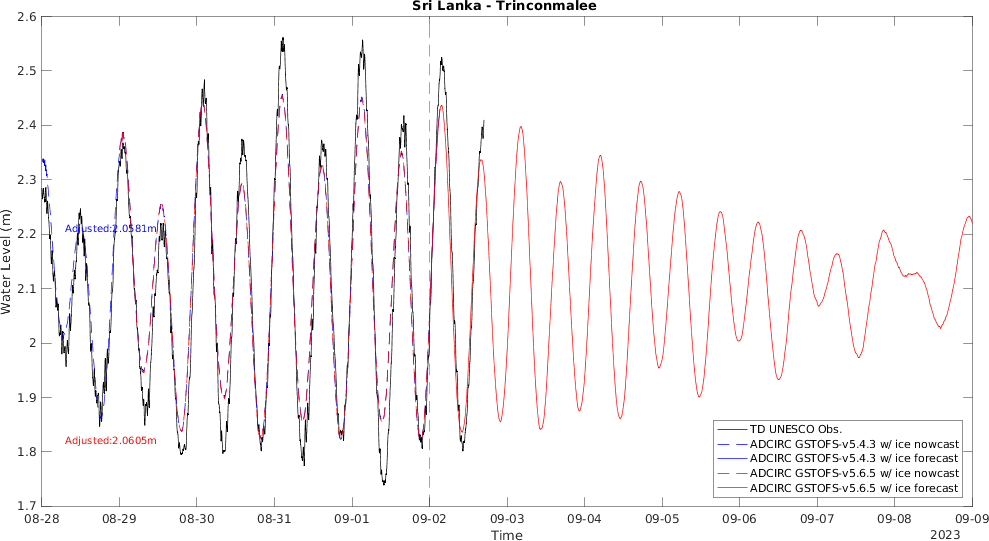 Sri Lanka - Trinconmalee
2.6
2.5
2.4
2.3
2.2
2.1
2
1.9
1.8
1.7
Water Level (m)
Adjusted:2.0581m
Adjusted:2.0605m
TD UNESCO Obs.
ADCIRC GSTOFS-v5.4.3 w/ ice nowcast
ADCIRC GSTOFS-v5.4.3 w/ ice forecast
ADCIRC GSTOFS-v5.6.5 w/ ice nowcast
ADCIRC GSTOFS-v5.6.5 w/ ice forecast
08-28 08-29 08-30 08-31 09-01 09-02 09-03 09-04 09-05 09-06 09-07 09-08 09-09
Time
2023